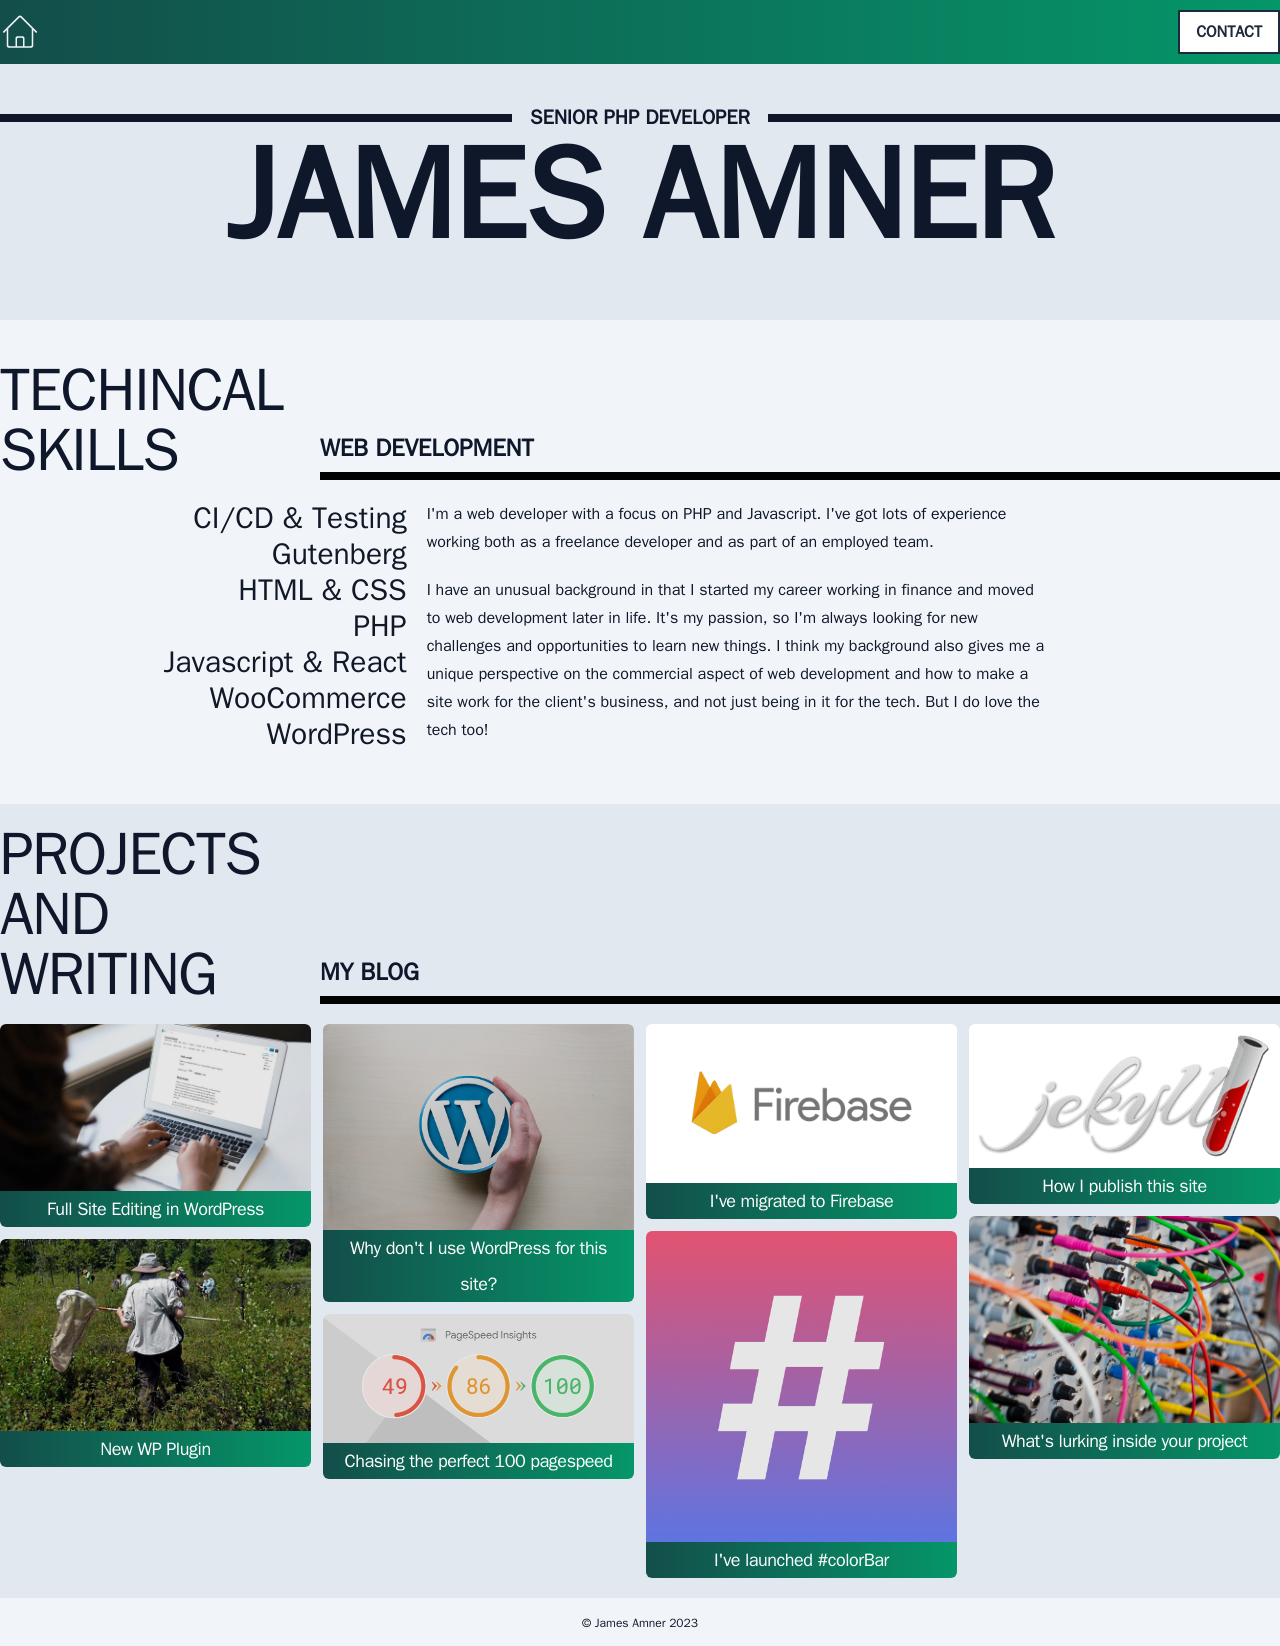 CONTACT
SENIOR PHP DEVELOPER
JAMES AMNER
TECHINCAL
SKILLS
WEB DEVELOPMENT
CI/CD & Testing
Gutenberg
HTML & CSS
PHP
Javascript & React
WooCommerce
WordPress
I'm a web developer with a focus on PHP and Javascript. I've got lots of experience
working both as a freelance developer and as part of an employed team.
I have an unusual background in that I started my career working in finance and moved
to web development later in life. It's my passion, so I'm always looking for new
challenges and opportunities to learn new things. I think my background also gives me a
unique perspective on the commercial aspect of web development and how to make a
site work for the client's business, and not just being in it for the tech. But I do love the
tech too!
PROJECTS
AND
WRITING
MY BLOG
Full Site Editing in WordPress
New WP Plugin
W
Why don't I use WordPress for this
site?
PageSpeed Insights
49 » 86 » 100
Chasing the perfect 100 pagespeed
Firebase
I've migrated to Firebase
#
I've launched #colorBar
jekyll
How I publish this site
What's lurking inside your project
© James Amner 2023